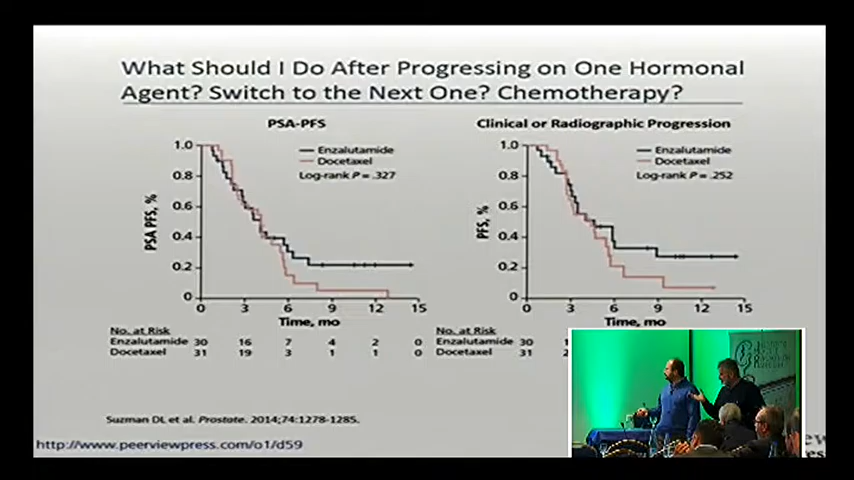 What Should I Do After Progressing on One Hormonal
Agent? Switch to the Next One? Chemotherapy?
PSA-PFS
Enzalutamide
Docetaxel
Log-rank P = .327
PSA PFS, %
1.0
0.8
0.6
0.4
0.2
0
0 3 6 9 12 15
Time, mo
No. at Risk
Enzalutamide 30 16 7 4 2 0
Docetaxel 31 19 3 1 1 0
Clinical or Radiographic Progression
Enzalutamide
Docetaxel
Log-rank P = .252
PFS, %
1.0
0.8
0.6
0.4
0.2
0
0 3 6 9 12 15
Time, mo
No. at Risk
Enzalutamide 30
Docetaxel 31
Suzman DL et al. Prostate. 2014;74:1278-1285.
http://www.peerviewpress.com/o1/d59